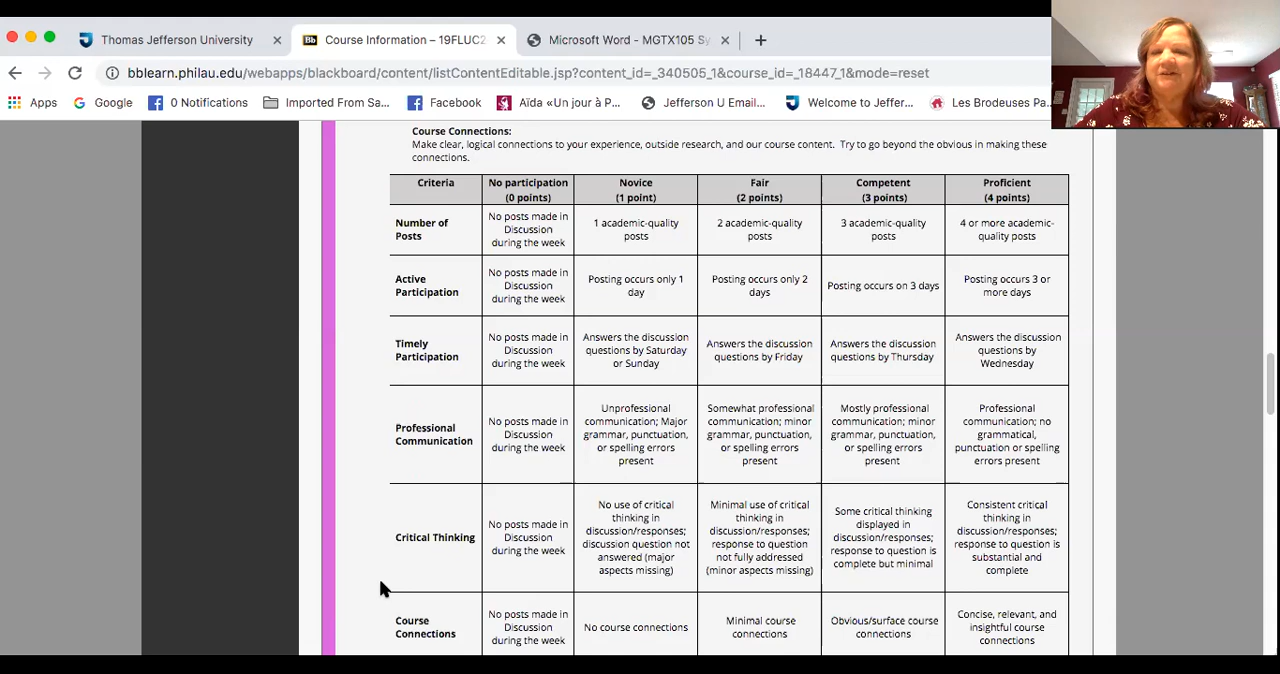 Thomas Jefferson University
Bb Course Information – 19FLUC2
Microsoft Word - MGTX105 Sy
bblearn.philau.edu/webapps/blackboard/content/listContentEditable.jsp?content_id=_340505_1&course_id=_18447_1&mode=reset
Apps Google 0 Notifications Imported From Sa... Facebook Aïda «Un jour à P... Jefferson U Email... Welcome to Jeffer... Les Brodeuses Pa...
Course Connections:
Make clear, logical connections to your experience, outside research, and our course content. Try to go beyond the obvious in making these
connections.
Criteria
No participation
(0 points)
Novice
(1 point)
Fair
(2 points)
Competent
(3 points)
Proficient
(4 points)
Number of
Posts
No posts made in
Discussion
during the week
1 academic-quality
posts
2 academic-quality
posts
3 academic-quality
posts
4 or more academic-
quality posts
Active
Participation
No posts made in
Discussion
during the week
Posting occurs only 1
day
Posting occurs only 2
days
Posting occurs on 3 days
Posting occurs 3 or
more days
Timely
Participation
No posts made in
Discussion
during the week
Answers the discussion
questions by Saturday
or Sunday
Answers the discussion
questions by Friday
Answers the discussion
questions by Thursday
Answers the discussion
questions by
Wednesday
Professional
Communication
No posts made in
Discussion
during the week
Unprofessional
communication; Major
grammar, punctuation,
or spelling errors
present
Somewhat professional
communication; minor
grammar, punctuation,
or spelling errors
present
Mostly professional
communication; minor
grammar, punctuation,
or spelling errors
present
Professional
communication; no
grammatical,
punctuation or spelling
errors present
Critical Thinking
No posts made in
Discussion
during the week
No use of critical
thinking in
discussion/responses;
discussion question not
answered (major
aspects missing)
Minimal use of critical
thinking in
discussion/responses;
response to question
not fully addressed
(minor aspects missing)
Some critical thinking
displayed in
discussion/responses;
response to question is
complete but minimal
Consistent critical
thinking in
discussion/responses;
response to question is
substantial and
complete
Course
Connections
No posts made in
Discussion
during the week
No course connections
Minimal course
connections
Obvious/surface course
connections
Concise, relevant, and
insightful course
connections